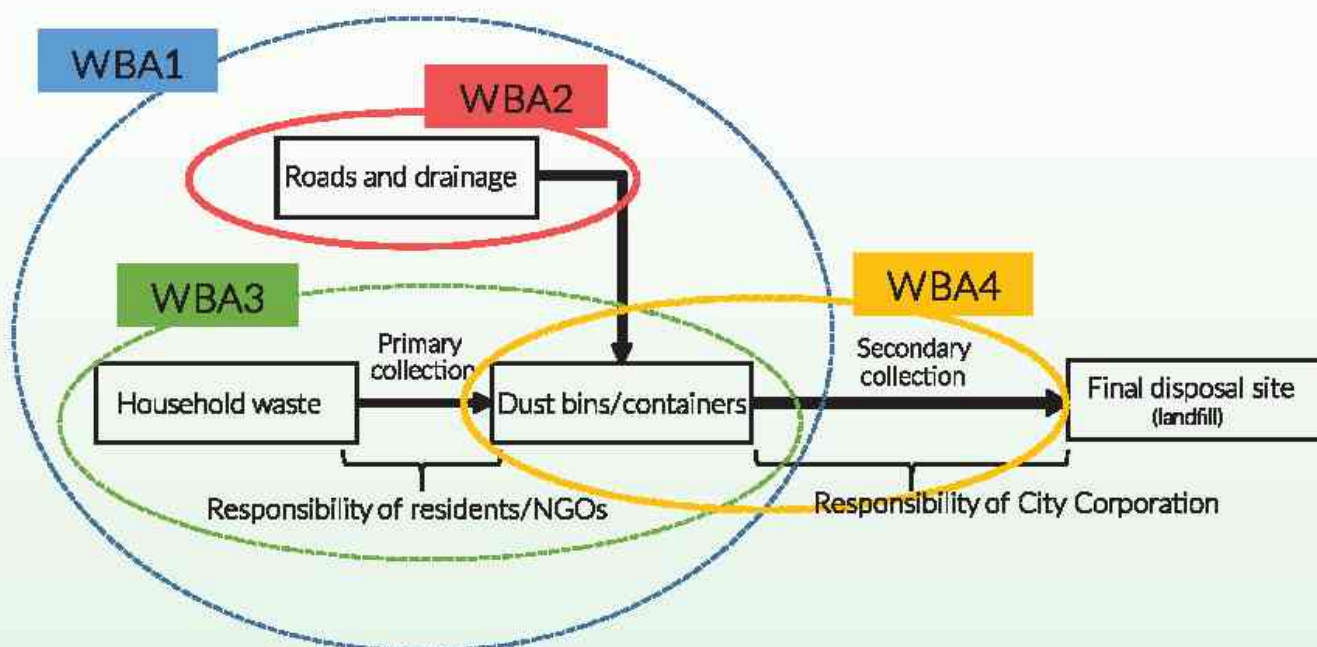 WBA1
WBA2
Roads and drainage
WBA3
WBA4
Primary
collection
Secondary
collection
Household waste
Dust bins/containers
Final disposal site
(landfill)
Responsibility of residents/NGOs
Responsibility of City Corporation